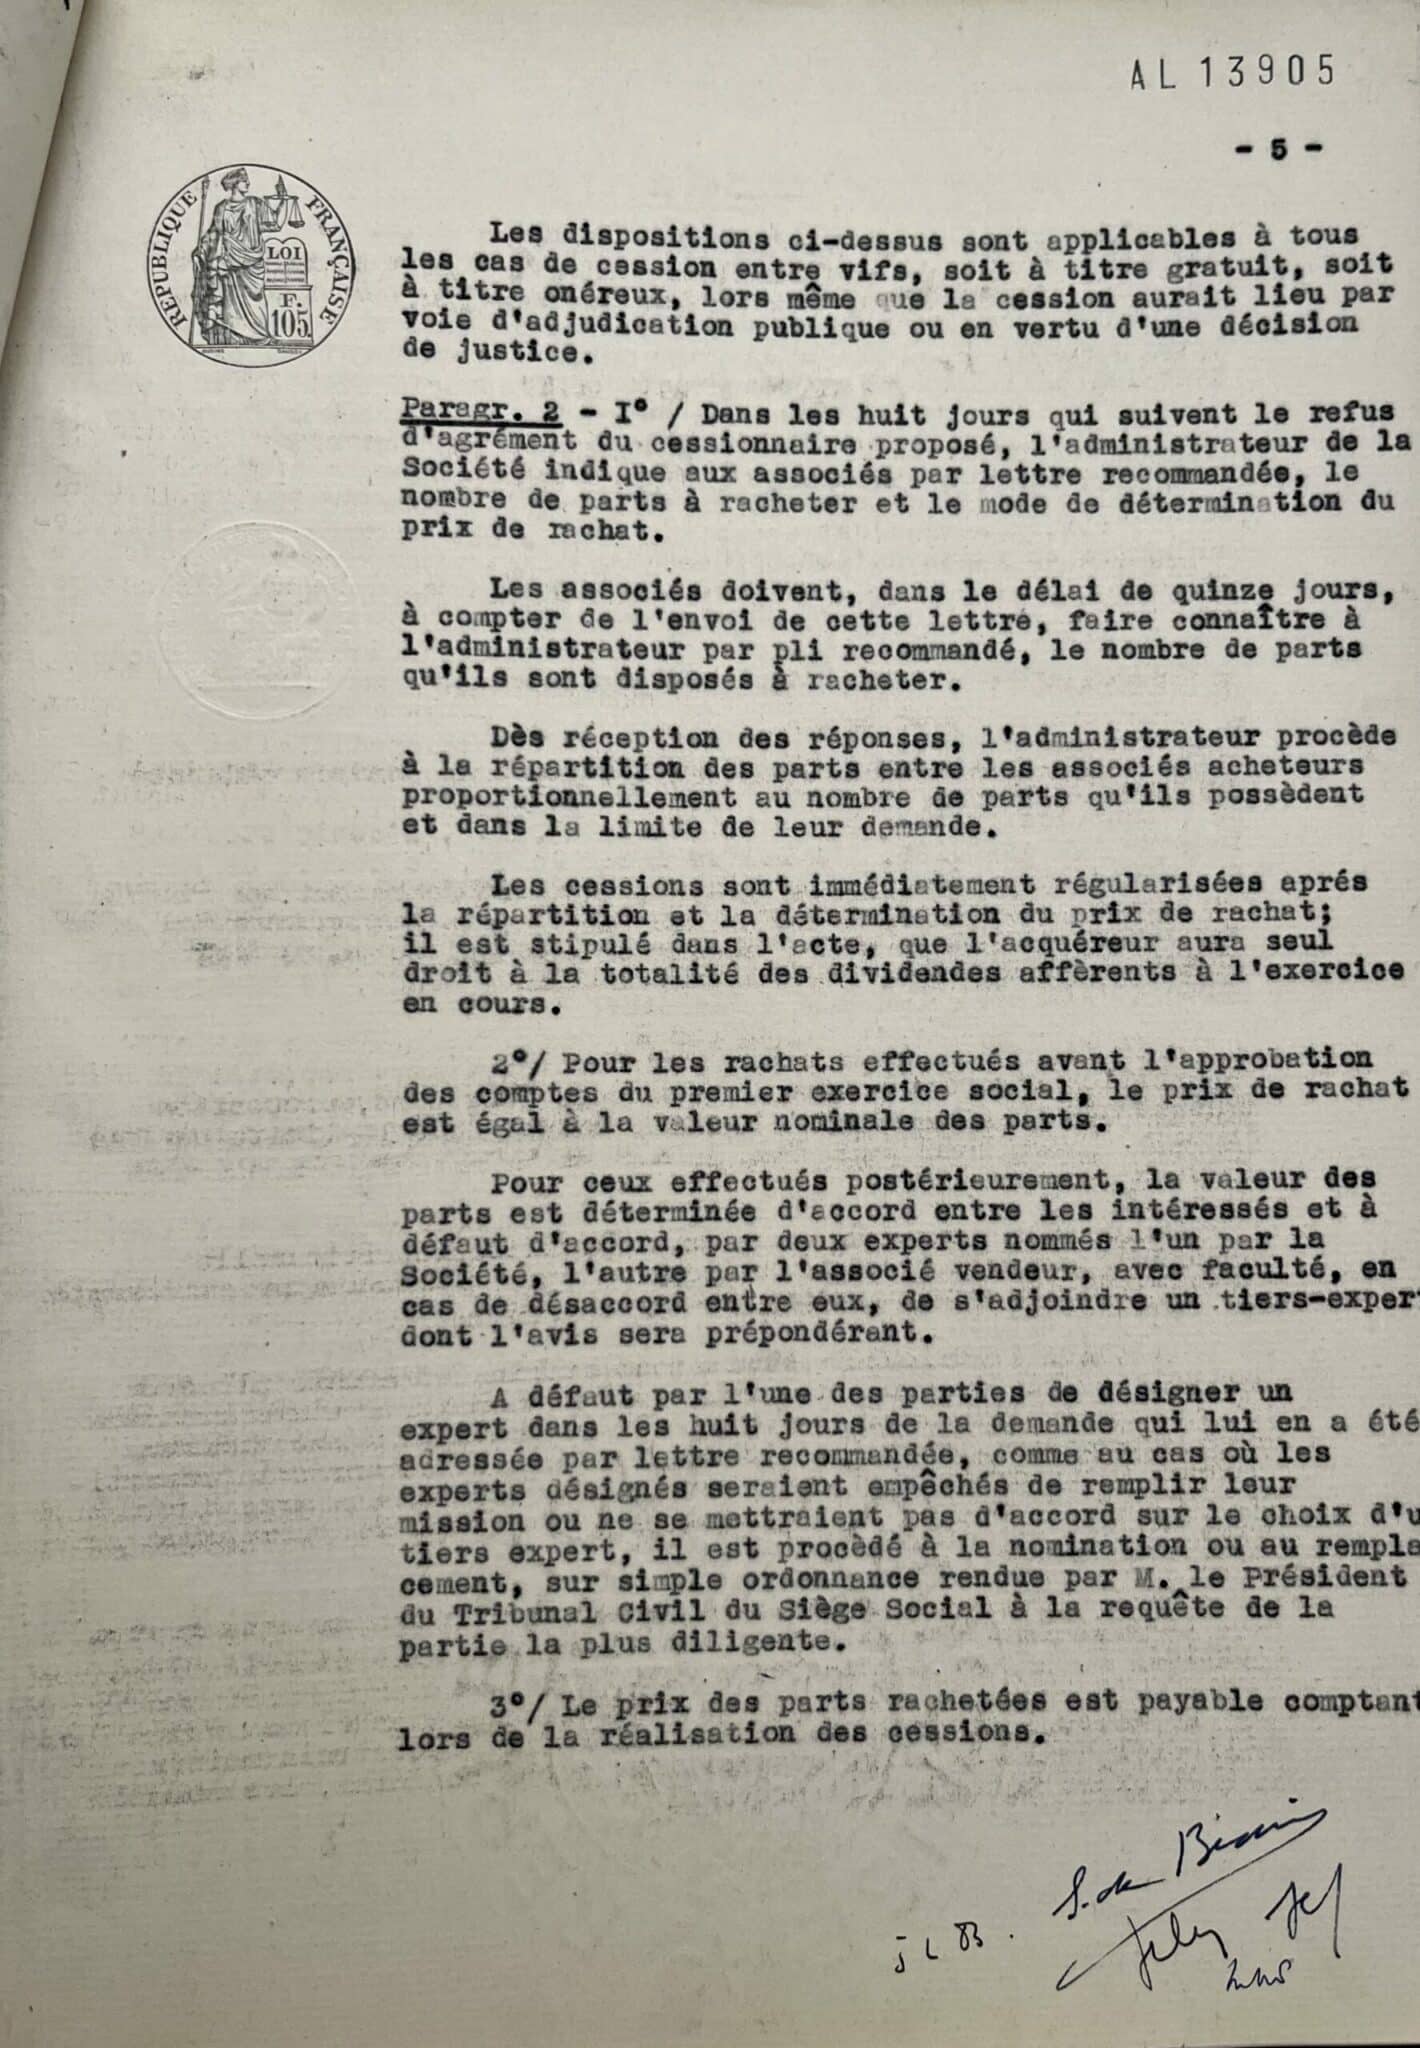 AL 13905
- 5 -
RÉPUBLIQUE FRANÇAISE
LOI
F.
105
Les dispositions ci-dessus sont applicables à tous
les cas de cession entre vifs, soit à titre gratuit, soit
à titre onéreux, lors même que la cession aurait lieu par
voie d'adjudication publique ou en vertu d'une décision
de justice.
Paragr. 2 - I° / Dans les huit jours qui suivent le refus
d'agrément du cessionnaire proposé, l'administrateur de la
Société indique aux associés par lettre recommandée, le
nombre de parts à racheter et le mode de détermination du
prix de rachat.
Les associés doivent, dans le délai de quinze jours,
à compter de l'envoi de cette lettre, faire connaître à
l'administrateur par pli recommandé, le nombre de parts
qu'ils sont disposés à racheter.
Dès réception des réponses, l'administrateur procède
à la répartition des parts entre les associés acheteurs
proportionnellement au nombre de parts qu'ils possèdent
et dans la limite de leur demande.
Les cessions sont immédiatement régularisées aprés
la répartition et la détermination du prix de rachat;
il est stipulé dans l'acte, que l'acquéreur aura seul
droit à la totalité des dividendes affèrents à l'exercice
en cours.
2°/ Pour les rachats effectués avant l'approbation
des comptes du premier exercice social, le prix de rachat
est égal à la valeur nominale des parts.
Pour ceux effectués postérieurement, la valeur des
parts est déterminée d'accord entre les intéressés et à
défaut d'accord, par deux experts nommés l'un par la
Société, l'autre par l'associé vendeur, avec faculté, en
cas de désaccord entre eux, de s'adjoindre un tiers-exper
dont l'avis sera prépondérant.
A défaut par l'une des parties de désigner un
expert dans les huit jours de la demande qui lui en a été
adressée par lettre recommandée, comme au cas où les
experts désignés seraient empêchés de remplir leur
mission ou ne se mettraient pas d'accord sur le choix d'u
tiers expert, il est procèdé à la nomination ou au rempla
cement, sur simple ordonnance rendue par M. le Président
du Tribunal Civil du Siège Social à la requête de la
partie la plus diligente.
3°/ Le prix des parts rachetées est payable comptant
lors de la réalisation des cessions.